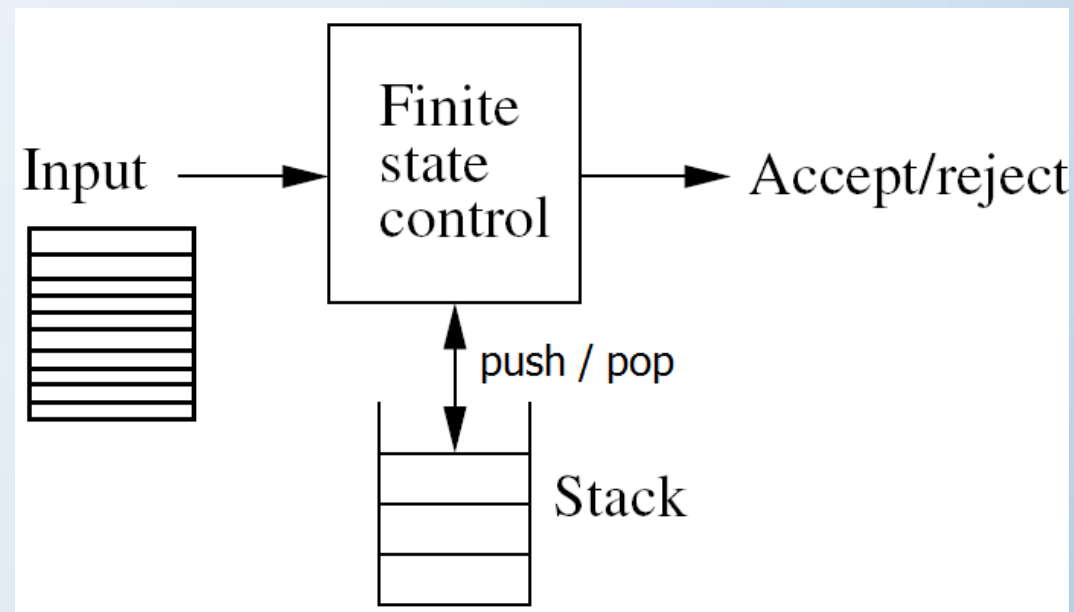 Finite
state
control
Input
Accept/reject
push / pop
Stack